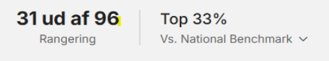 31 ud af 96
Rangering
Top 33%
Vs. National Benchmark